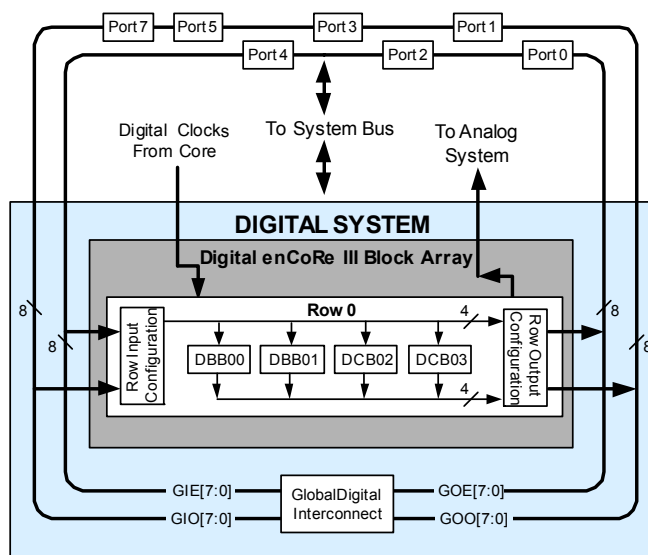 Port 7 Port 5 Port 3 Port 1
Port 4 Port 2 Port 0
Digital Clocks
From Core
To System Bus
To Analog
System
DIGITAL SYSTEM
Digital enCoRe III Block Array
Row 0
8
8
8
8
4
Row Input
Configuration
DBB00 DBB01 DCB02 DCB03
4
Row Output
Configuration
GIE[7:0]
GIO[7:0]
Global Digital
Interconnect
GOE[7:0]
GOO[7:0]